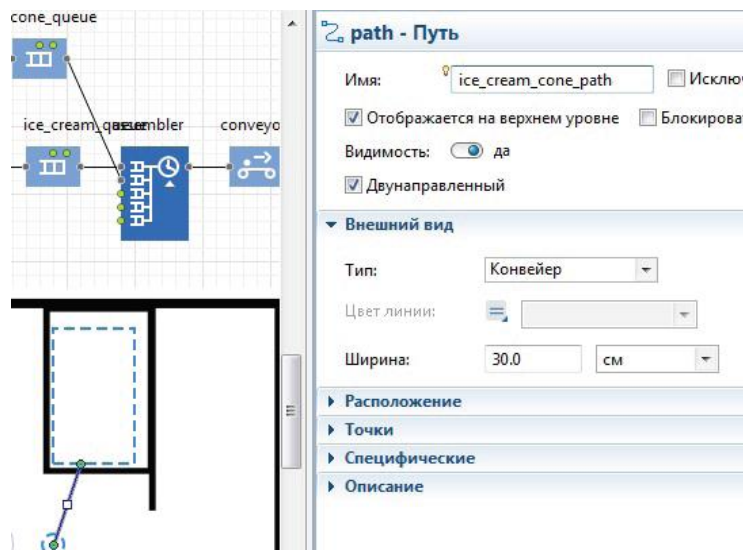 cone_queue
ice_cream_queue
assembler
conveyo
path - Путь
Имя: ice_cream_cone_path Исключ
Отображается на верхнем уровне Блокирова
Видимость: да
Двунаправленный
Внешний вид
Тип: Конвейер
Цвет линии:
Ширина: 30.0 см
Расположение
Точки
Специфические
Описание